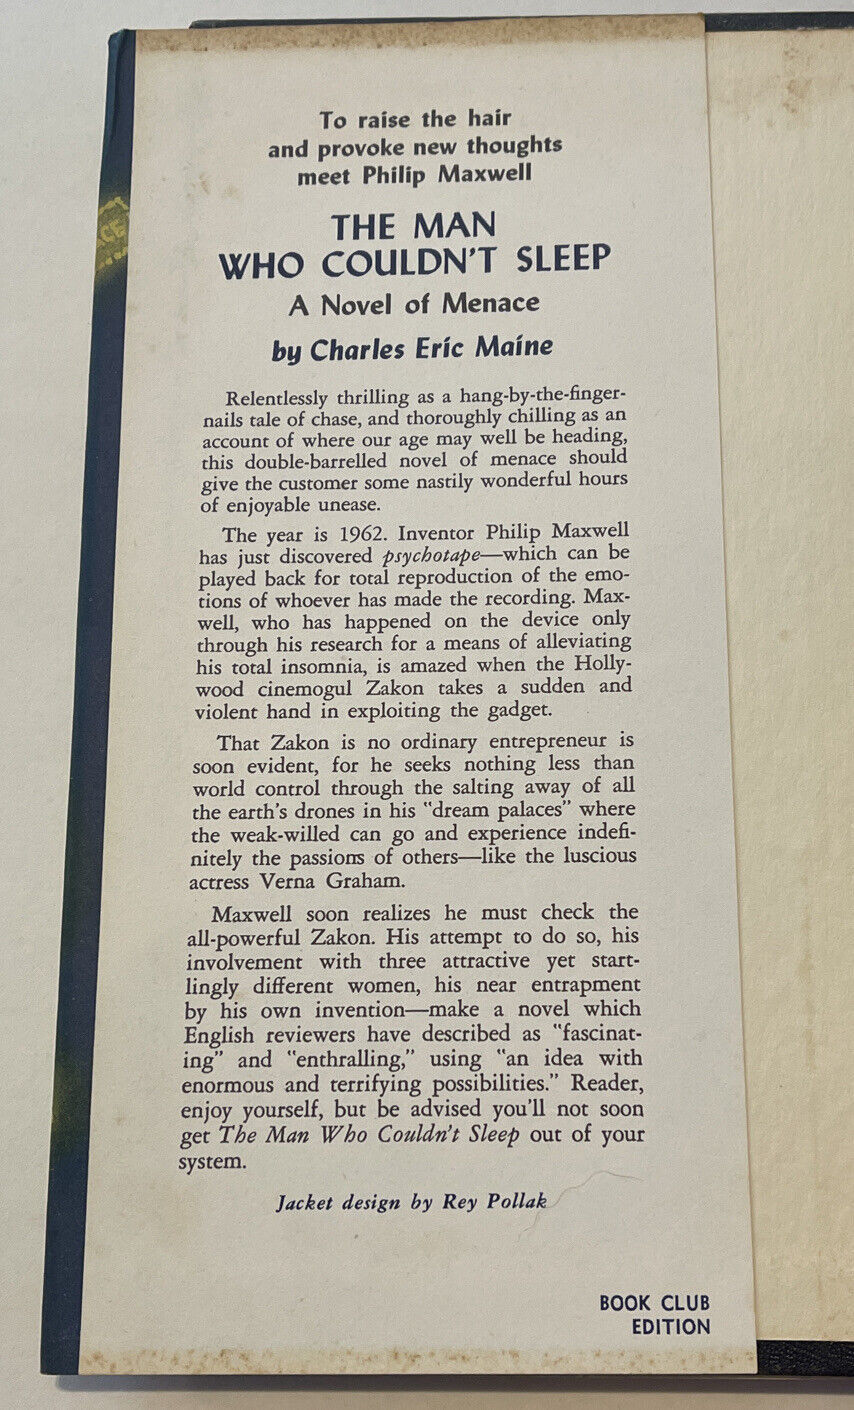 To raise the hair
and provoke new thoughts
meet Philip Maxwell
THE MAN
WHO COULDN'T SLEEP
A Novel of Menace
by Charles Eric Maine
Relentlessly thrilling as a hang-by-the-finger-
nails tale of chase, and thoroughly chilling as an
account of where our age may well be heading,
this double-barrelled novel of menace should
give the customer some nastily wonderful hours
of enjoyable unease.
The year is 1962. Inventor Philip Maxwell
has just discovered psychotape—which can be
played back for total reproduction of the emo-
tions of whoever has made the recording. Max-
well, who has happened on the device only
through his research for a means of alleviating
his total insomnia, is amazed when the Holly-
wood cinemogul Zakon takes a sudden and
violent hand in exploiting the gadget.
That Zakon is no ordinary entrepreneur is
soon evident, for he seeks nothing less than
world control through the salting away of all
the earth's drones in his "dream palaces" where
the weak-willed can go and experience indefi-
nitely the passions of others—like the luscious
actress Verna Graham.
Maxwell soon realizes he must check the
all-powerful Zakon. His attempt to do so, his
involvement with three attractive yet start-
lingly different women, his near entrapment
by his own invention—make a novel which
English reviewers have described as "fascinat-
ing" and "enthralling," using "an idea with
enormous and terrifying possibilities." Reader,
enjoy yourself, but be advised you'll not soon
get The Man Who Couldn't Sleep out of your
system.
Jacket design by Rey Pollak
BOOK CLUB
EDITION